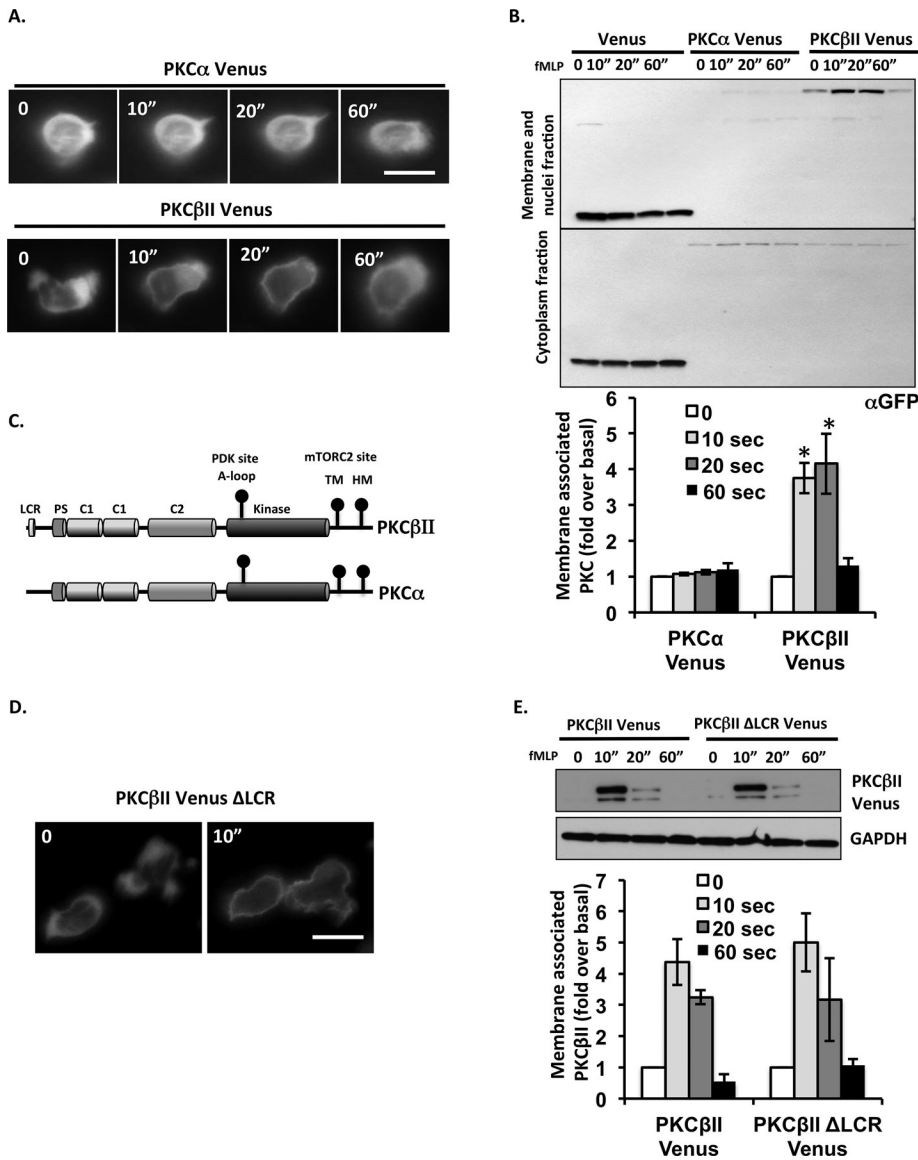 A.
PKCα Venus
0 10” 20” 60”
PKCβII Venus
0 10” 20” 60”
B.
Venus PKCα Venus PKCβII Venus
fMLP 0 10” 20” 60” 0 10” 20” 60” 0 10” 20” 60”
Membrane and
nuclei fraction
Cytoplasm fraction
αGFP
Membrane associated
PKC (fold over basal)
6
5
4
3
2
1
0
0
10 sec
20 sec
60 sec
* *
PKCα
Venus
PKCβII
Venus
C.
PDK site
A-loop
mTORC2 site
TM HM
LCR PS C1 C1 C2 Kinase
PKCβII
PKCα
D.
PKCβII Venus ΔLCR
0 10”
E.
PKCβII Venus PKCβII ΔLCR Venus
fMLP 0 10” 20” 60” 0 10” 20” 60”
PKCβII
Venus
GAPDH
Membrane associated
PKCβII (fold over basal)
7
6
5
4
3
2
1
0
0
10 sec
20 sec
60 sec
PKCβII
Venus
PKCβII ΔLCR
Venus